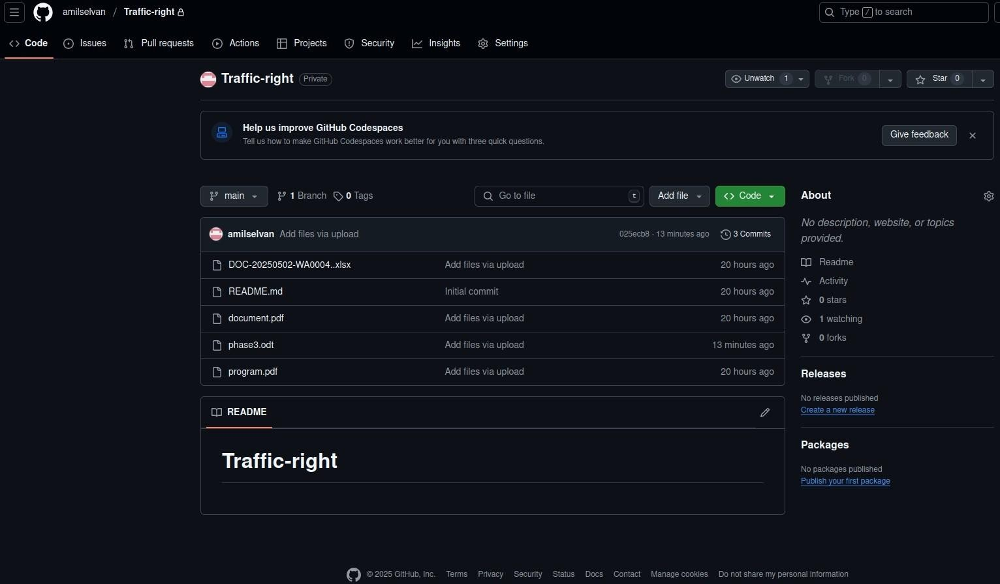 amilselvan / Traffic-right
Type / to search
Code Issues Pull requests Actions Projects Security Insights Settings
Traffic-right Private
Unwatch 1 Fork 0 Star 0
Help us improve GitHub Codespaces
Tell us how to make GitHub Codespaces work better for you with three quick questions.
Give feedback
main 1 Branch 0 Tags
Go to file t Add file Code
amilselvan Add files via upload 025ecb8 · 13 minutes ago 3 Commits
DOC-20250502-WA0004..xlsx Add files via upload 20 hours ago
README.md Initial commit 20 hours ago
document.pdf Add files via upload 20 hours ago
phase3.odt Add files via upload 13 minutes ago
program.pdf Add files via upload 20 hours ago
README
Traffic-right
About
No description, website, or topics
provided.
Readme
Activity
0 stars
1 watching
0 forks
Releases
No releases published
Create a new release
Packages
No packages published
Publish your first package
© 2025 GitHub, Inc. Terms Privacy Security Status Docs Contact Manage cookies Do not share my personal information